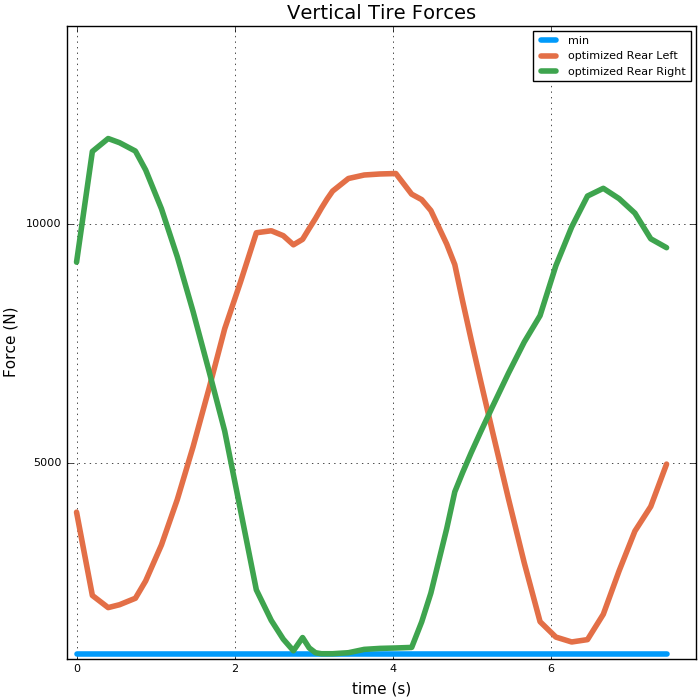 Vertical Tire Forces
min
optimized Rear Left
optimized Rear Right
10000
5000
Force (N)
0 2 4 6
time (s)